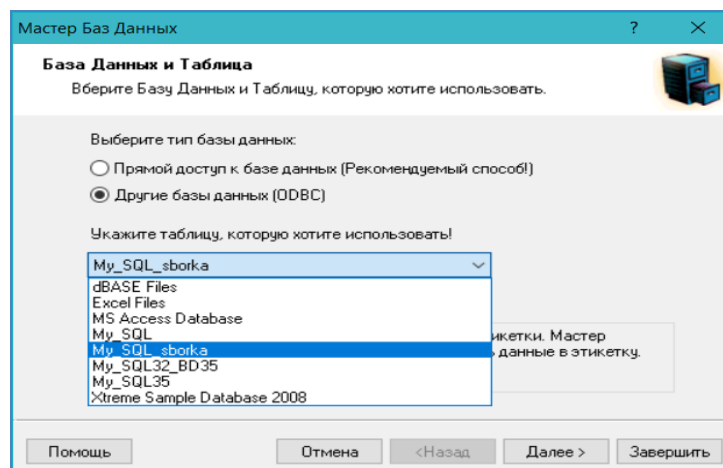 Мастер Баз Данных
База Данных и Таблица
Вберите Базу Данных и Таблицу, которую хотите использовать.
Выберите тип базы данных:
Прямой доступ к базе данных (Рекомендуемый способ!)
Другие базы данных (ODBC)
Укажите таблицу, которую хотите использовать!
My_SQL_sborka
dBASE Files
Excel Files
MS Access Database
My_SQL
My_SQL_sborka
My_SQL32_BD35
My_SQL35
Xtreme Sample Database 2008
икетки. Мастер
данные в этикетку.
Помощь
Отмена
<Назад
Далее >
Завершить